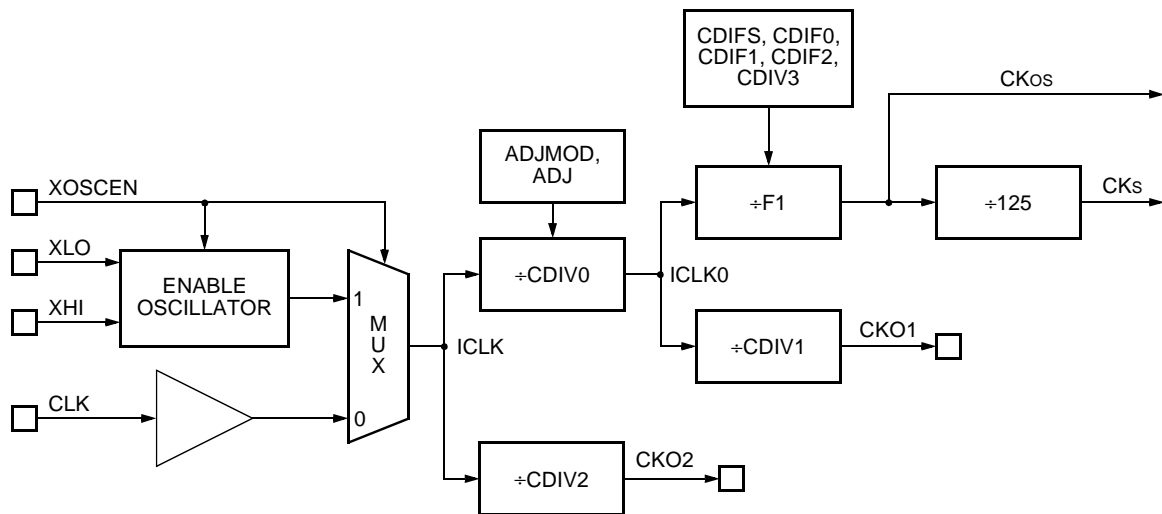 CDIFS, CDIF0,
CDIF1, CDIF2,
CDIV3
CKOS
ADJMOD,
ADJ
XOSCEN
÷F1
÷125
CKS
XLO
ENABLE
OSCILLATOR
÷CDIV0
ICLK0
1
XHI
MUX
ICLK
÷CDIV1
CKO1
CLK
0
÷CDIV2
CKO2